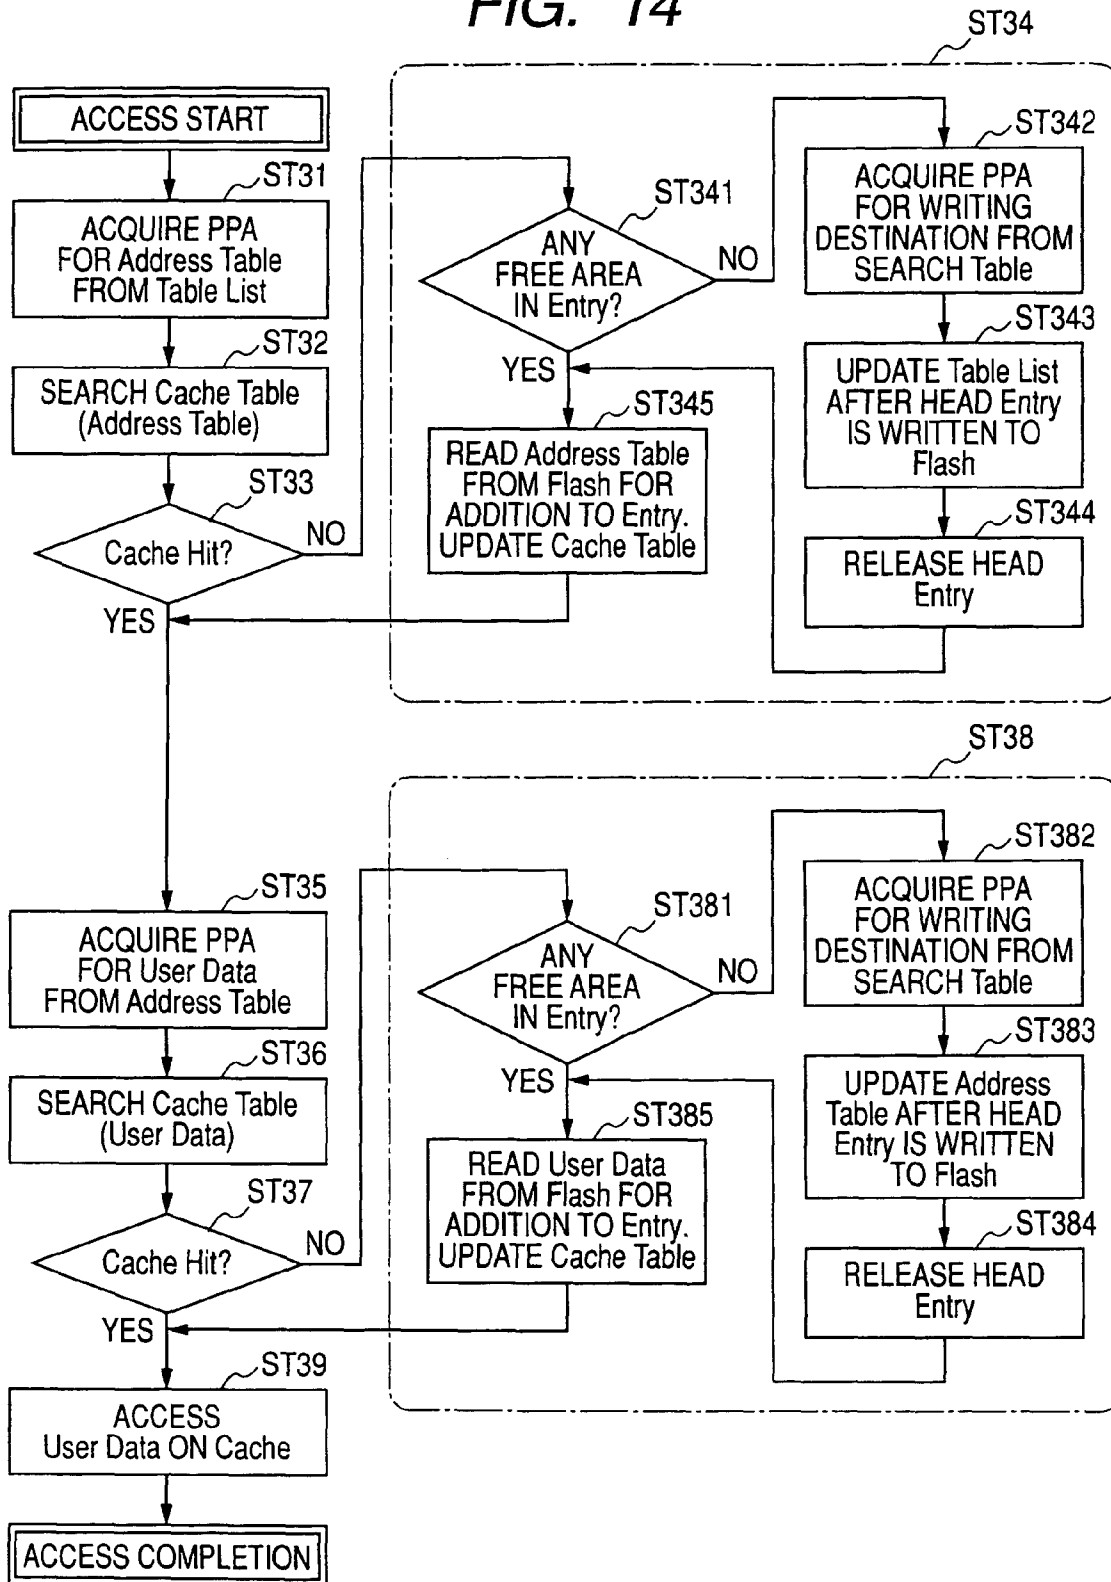 FIG. 14
ACCESS START
ST31
ACQUIRE PPA
FOR Address Table
FROM Table List
ST32
SEARCH Cache Table
(Address Table)
ST33
Cache Hit?
NO
YES
ST34
ST341
ANY
FREE AREA
IN Entry?
NO
YES
ST342
ACQUIRE PPA
FOR WRITING
DESTINATION FROM
SEARCH Table
ST343
UPDATE Table List
AFTER HEAD Entry
IS WRITTEN TO
Flash
ST344
RELEASE HEAD
Entry
ST345
READ Address Table
FROM Flash FOR
ADDITION TO Entry.
UPDATE Cache Table
ST35
ACQUIRE PPA
FOR User Data
FROM Address Table
ST36
SEARCH Cache Table
(User Data)
ST37
Cache Hit?
NO
YES
ST38
ST381
ANY
FREE AREA
IN Entry?
NO
YES
ST382
ACQUIRE PPA
FOR WRITING
DESTINATION FROM
SEARCH Table
ST383
UPDATE Address
Table AFTER HEAD
Entry IS WRITTEN
TO Flash
ST384
RELEASE HEAD
Entry
ST385
READ User Data
FROM Flash FOR
ADDITION TO Entry.
UPDATE Cache Table
ST39
ACCESS
User Data ON Cache
ACCESS COMPLETION